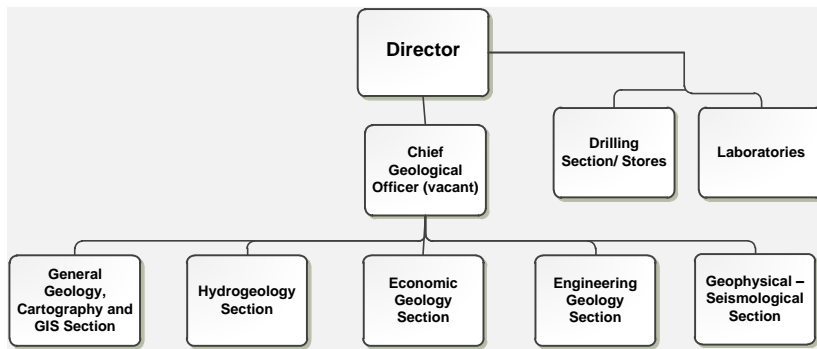 Director
Chief
Geological
Officer (vacant)
Drilling
Section/ Stores
Laboratories
General
Geology,
Cartography and
GIS Section
Hydrogeology
Section
Economic
Geology
Section
Engineering
Geology
Section
Geophysical –
Seismological
Section